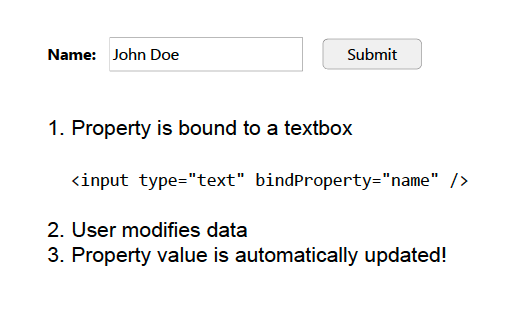 Name: John Doe Submit
1. Property is bound to a textbox
<input type="text" bindProperty="name" />
2. User modifies data
3. Property value is automatically updated!